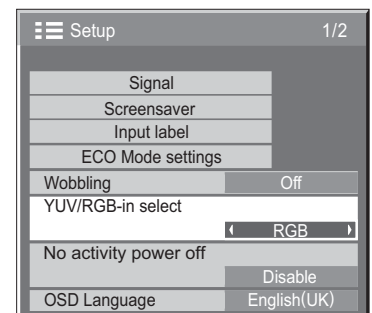 Setup 1/2
Signal
Screensaver
Input label
ECO Mode settings
Wobbling Off
YUV/RGB-in select
RGB
No activity power off
Disable
OSD Language English(UK)